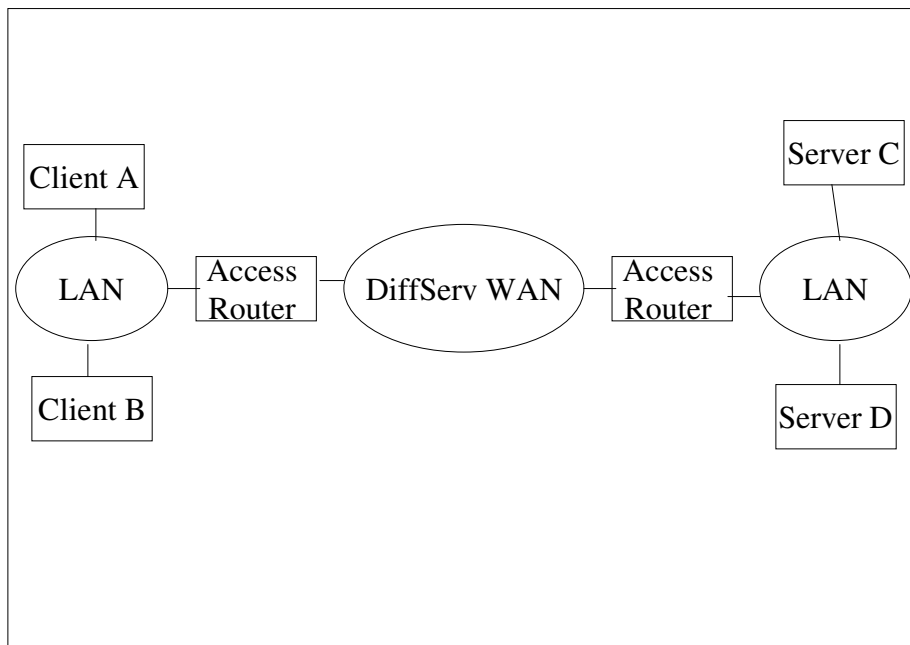 Client A
Server C
LAN
Access
Router
DiffServ WAN
Access
Router
LAN
Client B
Server D